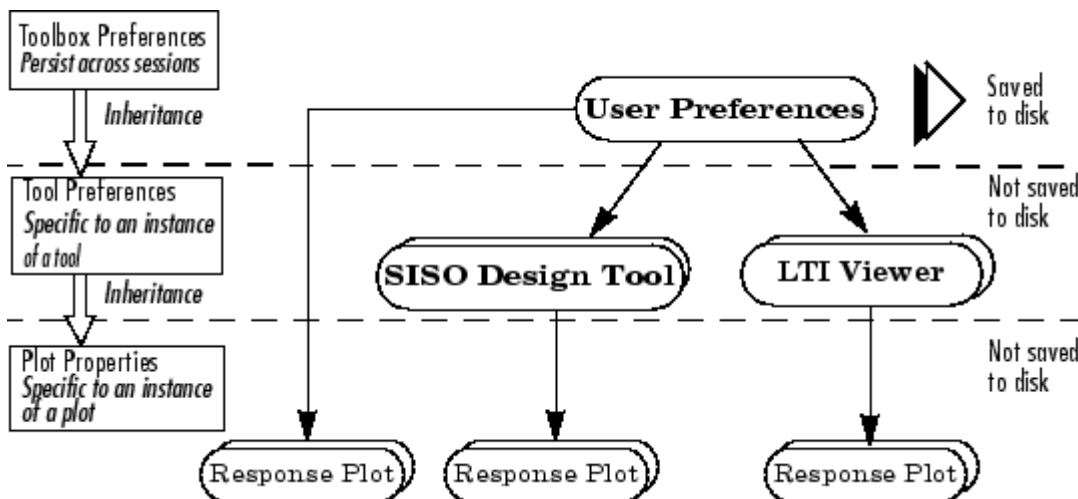 Toolbox Preferences
Persist across sessions
Inheritance
User Preferences
Saved
to disk
Tool Preferences
Specific to an instance
of a tool
Not saved
to disk
SISO Design Tool
LTI Viewer
Inheritance
Plot Properties
Specific to an instance
of a plot
Not saved
to disk
Response Plot
Response Plot
Response Plot